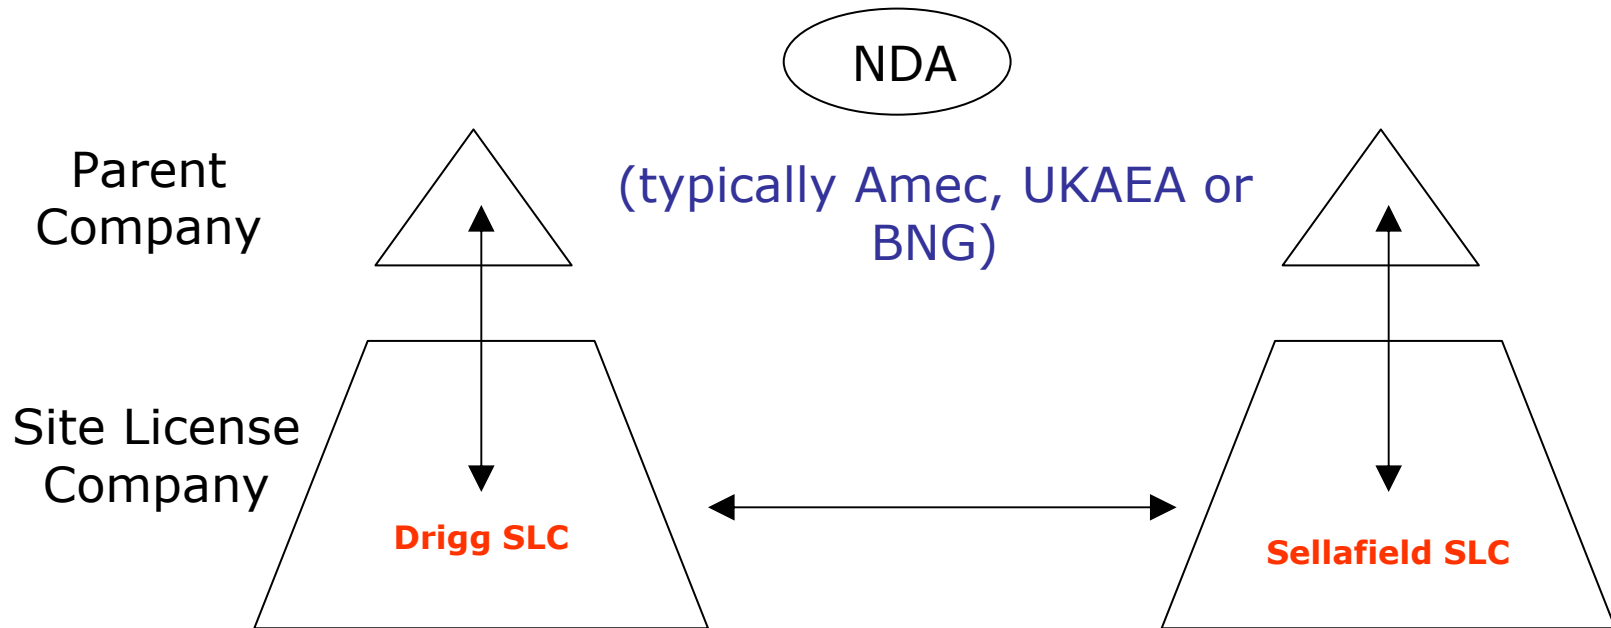 NDA
Parent
Company
(typically Amec, UKAEA or
BNG)
Site License
Company
Drigg SLC
Sellafield SLC